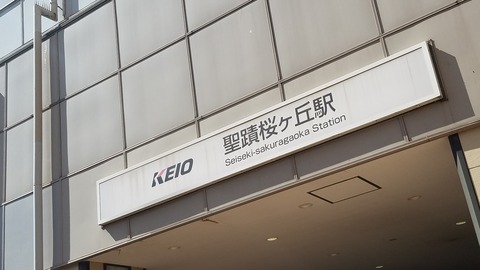 KEIO
聖蹟桜ヶ丘駅
Seiseki-sakuragaoka Station